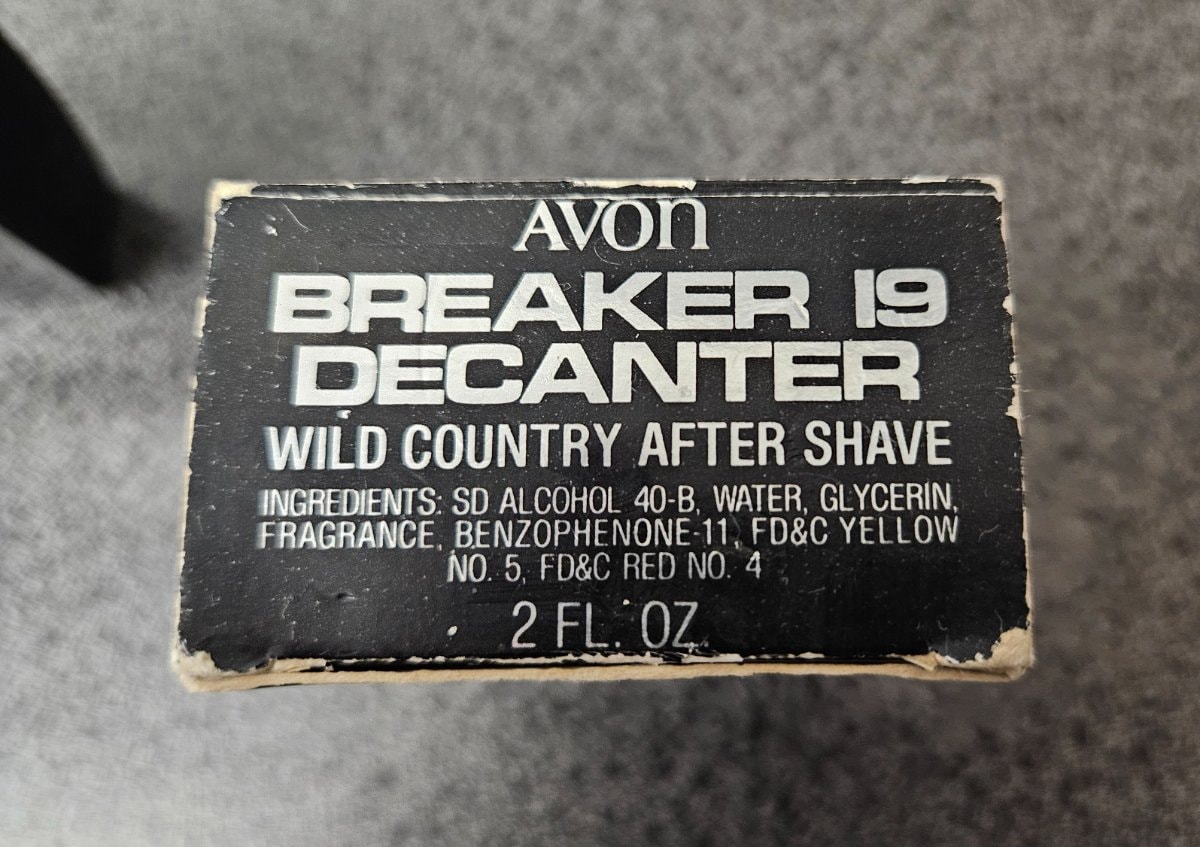 AVON
BREAKER 19
DECANTER
WILD COUNTRY AFTER SHAVE
INGREDIENTS: SD ALCOHOL 40-B, WATER, GLYCERIN,
FRAGRANCE, BENZOPHENONE-11, FD&C YELLOW
NO. 5, FD&C RED NO. 4
2 FL. OZ.